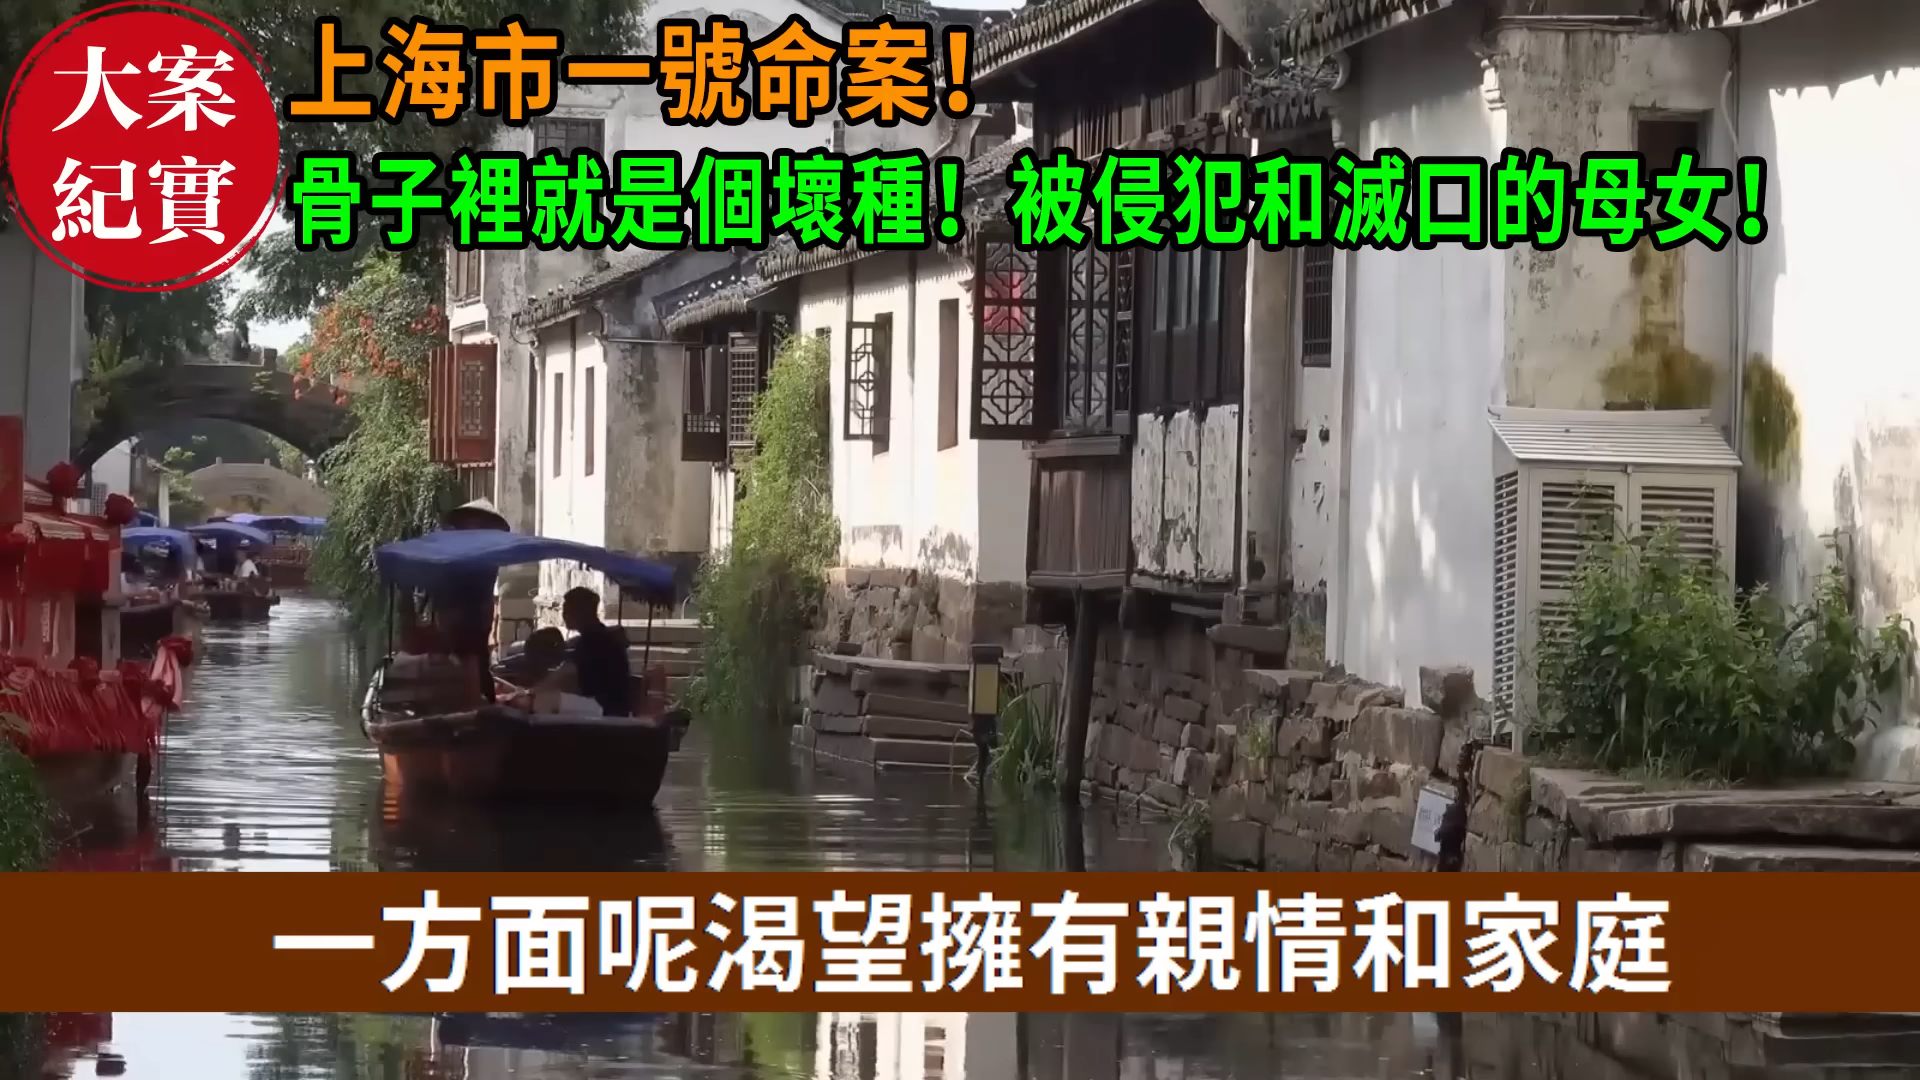 大案
紀實
上海市一號命案!
骨子裡就是個壞種!被侵犯和滅口的母女!
一方面呢渴望擁有親情和家庭